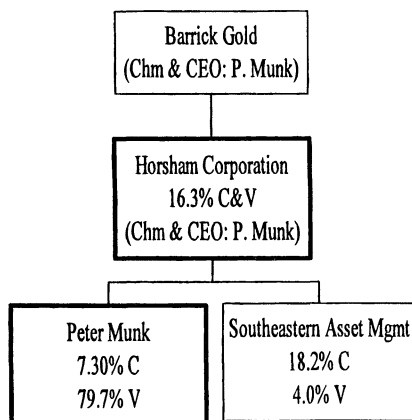 Barrick Gold
(Chm & CEO: P. Munk)
Horsham Corporation
16.3% C&V
(Chm & CEO: P. Munk)
Peter Munk
7.30% C
79.7% V
Southeastern Asset Mgmt
18.2% C
4.0% V